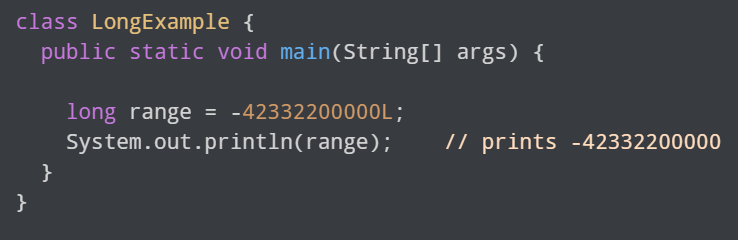 class LongExample {
  public static void main(String[] args) {

    long range = -42332200000L;
    System.out.println(range);    // prints -42332200000
  }
}